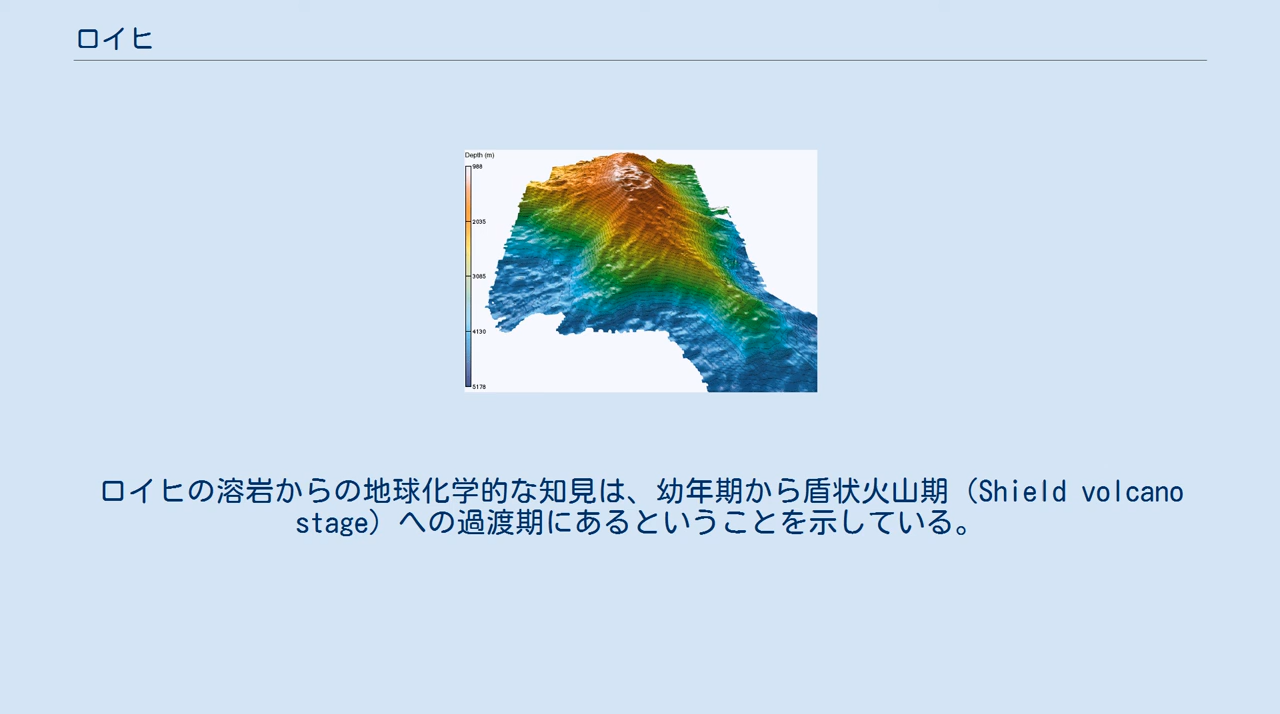 ロイヒ
Depth (m)
988
2035
3085
4130
5178
ロイヒの溶岩からの地球化学的な知見は、幼年期から盾状火山期（Shield volcano
stage）への過渡期にあるということを示している。